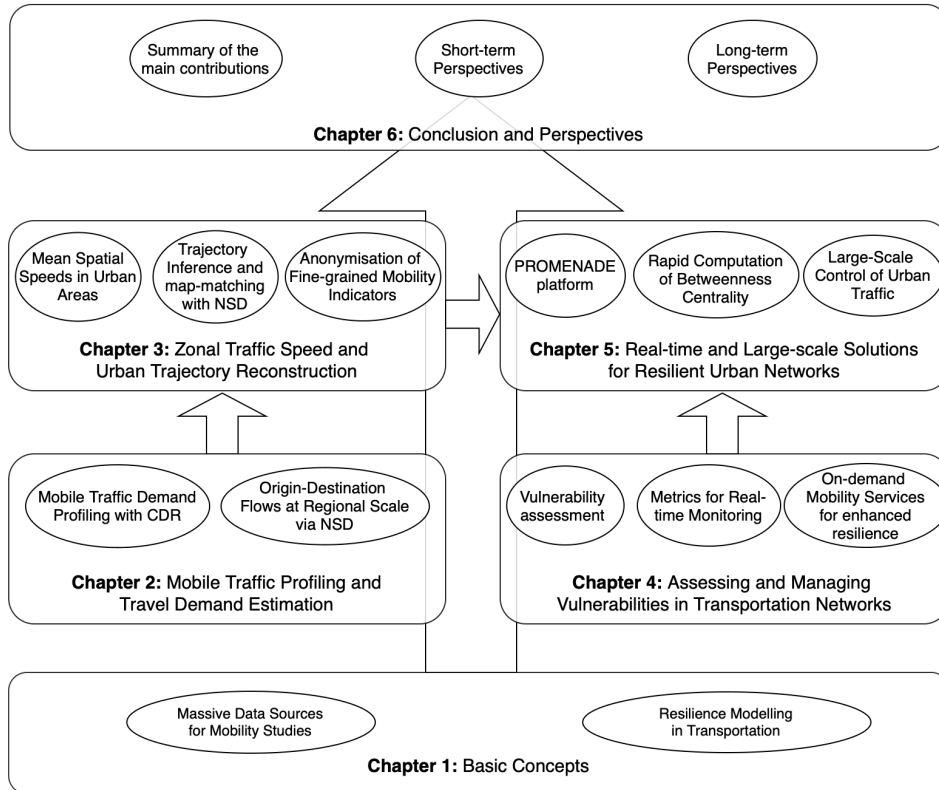 Summary of the
main contributions
Short-term
Perspectives
Long-term
Perspectives
Chapter 6: Conclusion and Perspectives
Mean Spatial
Speeds in Urban
Areas
Trajectory
Inference and
map-matching
with NSD
Anonymisation of
Fine-grained Mobility
Indicators
Chapter 3: Zonal Traffic Speed and
Urban Trajectory Reconstruction
PROMENADE
platform
Rapid Computation
of Betweenness
Centrality
Large-Scale
Control of Urban
Traffic
Chapter 5: Real-time and Large-scale Solutions
for Resilient Urban Networks
Mobile Traffic Demand
Profiling with CDR
Origin-Destination
Flows at Regional Scale
via NSD
Chapter 2: Mobile Traffic Profiling and
Travel Demand Estimation
Vulnerability
assessment
Metrics for Real-
time Monitoring
On-demand
Mobility Services
for enhanced
resilience
Chapter 4: Assessing and Managing
Vulnerabilities in Transportation Networks
Massive Data Sources
for Mobility Studies
Resilience Modelling
in Transportation
Chapter 1: Basic Concepts